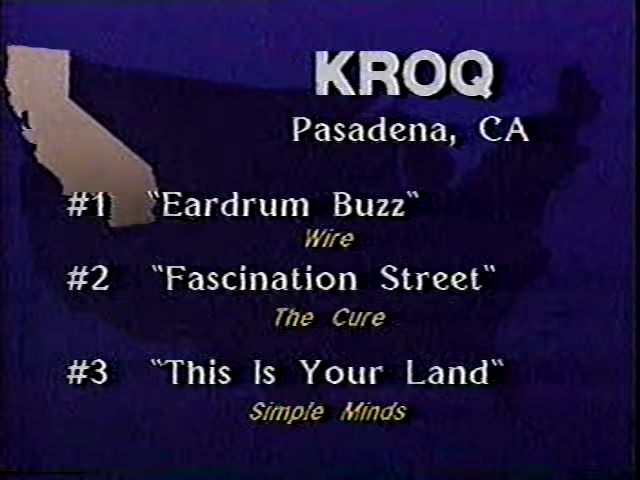 KROQ
Pasadena, CA
#1 "Eardrum Buzz"
Wire
#2 "Fascination Street"
The Cure
#3 "This Is Your Land"
Simple Minds